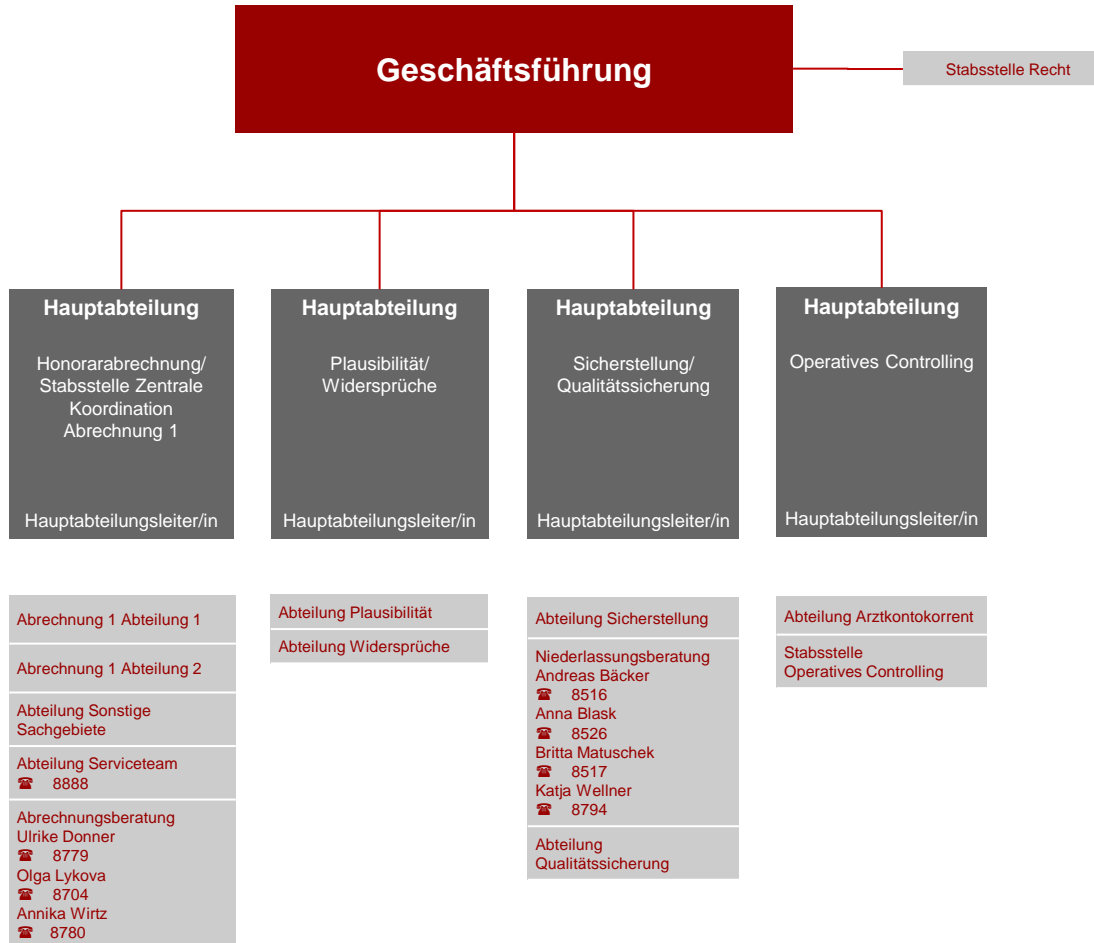 Geschäftsführung
Stabsstelle Recht
Hauptabteilung
Honorarabrechnung/
Stabsstelle Zentrale
Koordination
Abrechnung 1
Hauptabteilungsleiter/in
Hauptabteilung
Plausibilität/
Widersprüche
Hauptabteilungsleiter/in
Hauptabteilung
Sicherstellung/
Qualitätssicherung
Hauptabteilungsleiter/in
Hauptabteilung
Operatives Controlling
Hauptabteilungsleiter/in
Abrechnung 1 Abteilung 1
Abrechnung 1 Abteilung 2
Abteilung Sonstige
Sachgebiete
Abteilung Serviceteam
☎ 8888
Abrechnungsberatung
Ulrike Donner
☎ 8779
Olga Lykova
☎ 8704
Annika Wirtz
☎ 8780
Abteilung Plausibilität
Abteilung Widersprüche
Abteilung Sicherstellung
Niederlassungsberatung
Andreas Bäcker
☎ 8516
Anna Blask
☎ 8526
Britta Matuschek
☎ 8517
Katja Wellner
☎ 8794
Abteilung
Qualitätssicherung
Abteilung Arztkontokorrent
Stabsstelle
Operatives Controlling